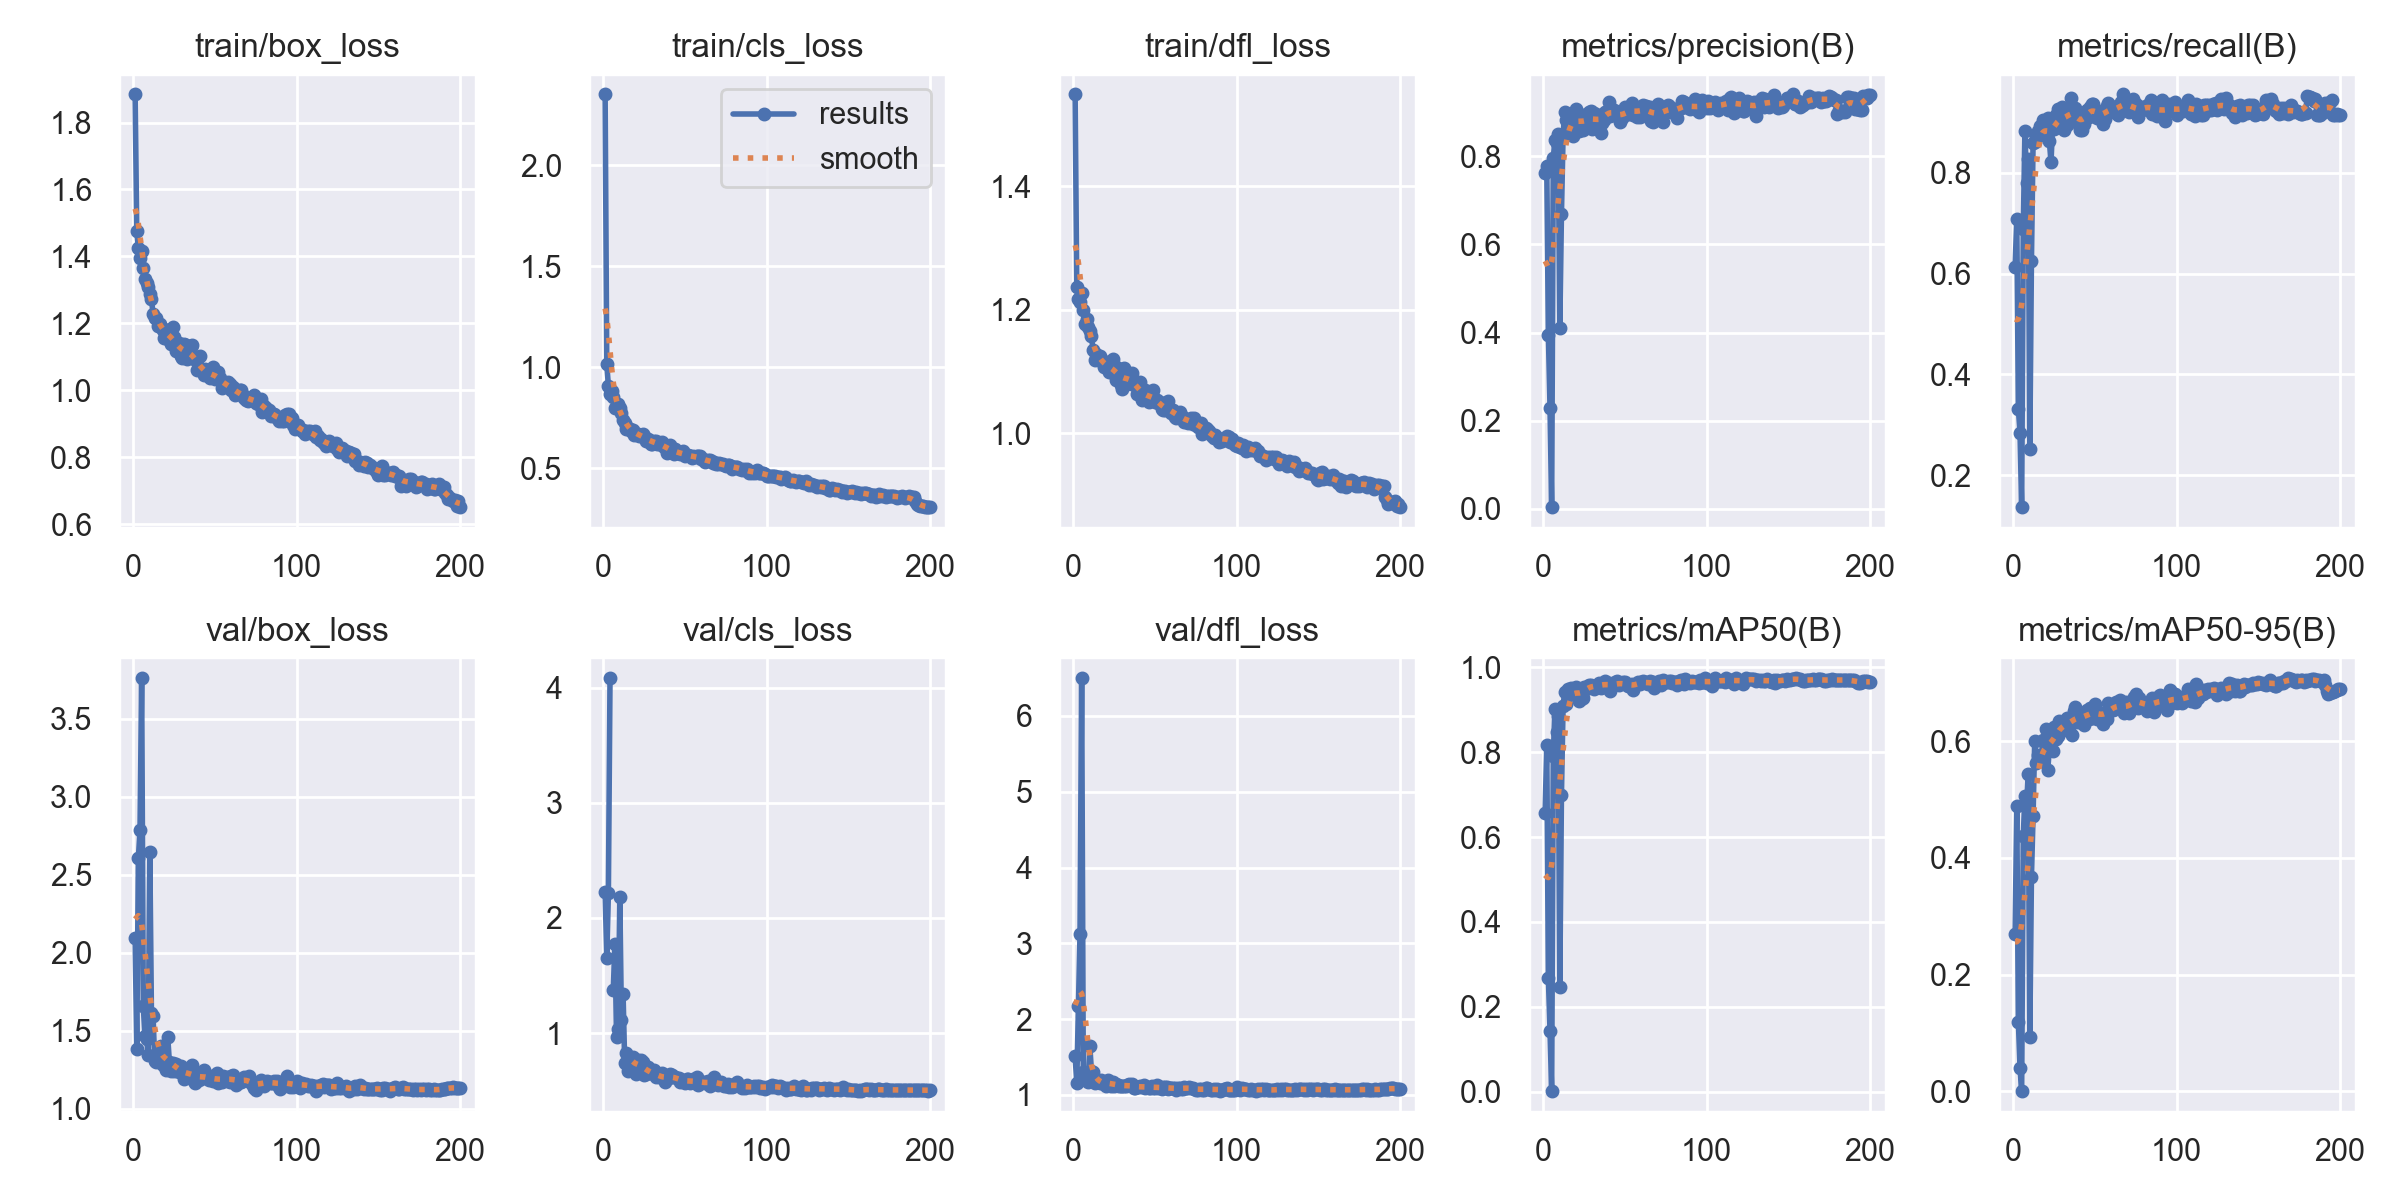 train/box_loss
1.8
1.6
1.4
1.2
1.0
0.8
0.6
0 100 200
train/cls_loss
results
smooth
2.0
1.5
1.0
0.5
0 100 200
train/dfl_loss
1.4
1.2
1.0
0 100 200
metrics/precision(B)
0.8
0.6
0.4
0.2
0.0
0 100 200
metrics/recall(B)
0.8
0.6
0.4
0.2
0 100 200
val/box_loss
3.5
3.0
2.5
2.0
1.5
1.0
0 100 200
val/cls_loss
4
3
2
1
0 100 200
val/dfl_loss
6
5
4
3
2
1
0 100 200
metrics/mAP50(B)
1.0
0.8
0.6
0.4
0.2
0.0
0 100 200
metrics/mAP50-95(B)
0.6
0.4
0.2
0.0
0 100 200